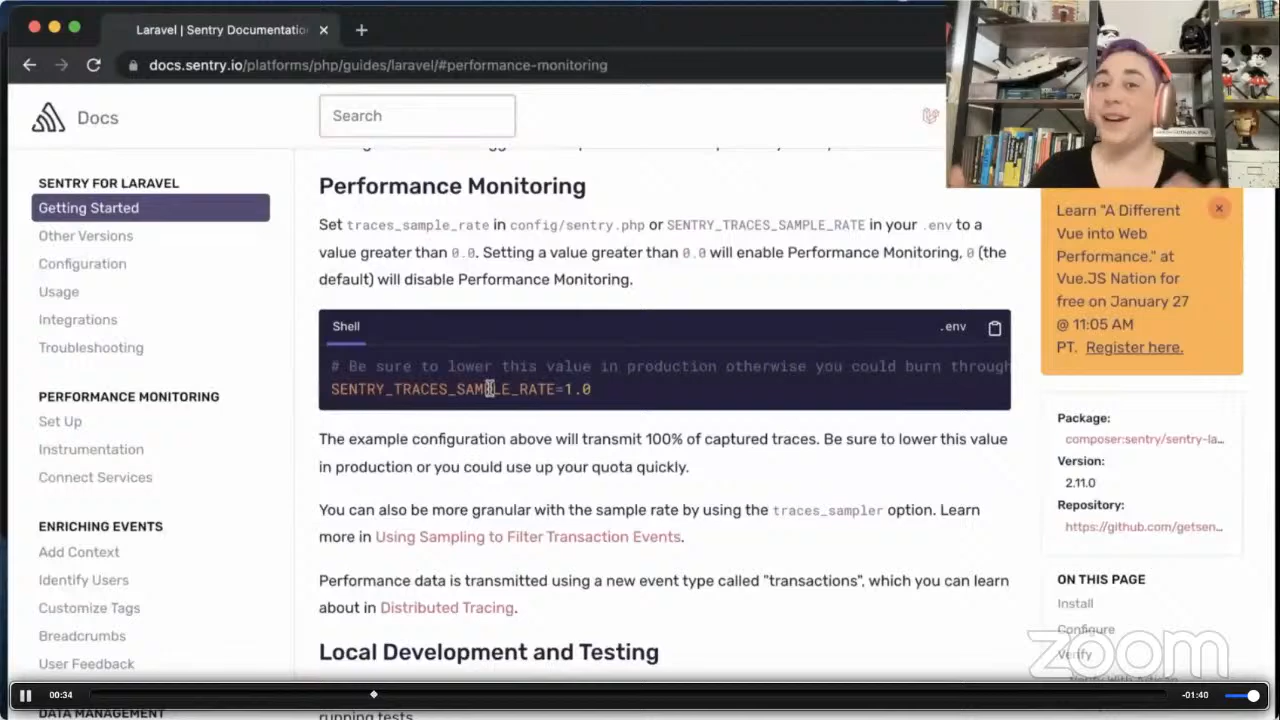 Laravel | Sentry Documentatio
docs.sentry.io/platforms/php/guides/laravel/#performance-monitoring
Docs
Search
SENTRY FOR LARAVEL
Getting Started
Other Versions
Configuration
Usage
Integrations
Troubleshooting
PERFORMANCE MONITORING
Set Up
Instrumentation
Connect Services
ENRICHING EVENTS
Add Context
Identify Users
Customize Tags
Breadcrumbs
User Feedback
DATA MANAGEMENT
Performance Monitoring
Set traces_sample_rate in config/sentry.php or SENTRY_TRACES_SAMPLE_RATE in your .env to a
value greater than 0.0. Setting a value greater than 0.0 will enable Performance Monitoring, 0 (the
default) will disable Performance Monitoring.
Shell
.env
# Be sure to lower this value in production otherwise you could burn through
SENTRY_TRACES_SAMPLE_RATE=1.0
The example configuration above will transmit 100% of captured traces. Be sure to lower this value
in production or you could use up your quota quickly.
You can also be more granular with the sample rate by using the traces_sampler option. Learn
more in Using Sampling to Filter Transaction Events.
Performance data is transmitted using a new event type called "transactions", which you can learn
about in Distributed Tracing.
Local Development and Testing
running tests
Learn "A Different
Vue into Web
Performance." at
Vue.JS Nation for
free on January 27
@ 11:05 AM
PT. Register here.
Package:
composer:sentry/sentry-la...
Version:
2.11.0
Repository:
https://github.com/getsen...
ON THIS PAGE
Install
Configure
Verify
zoom
00:34
-01:40